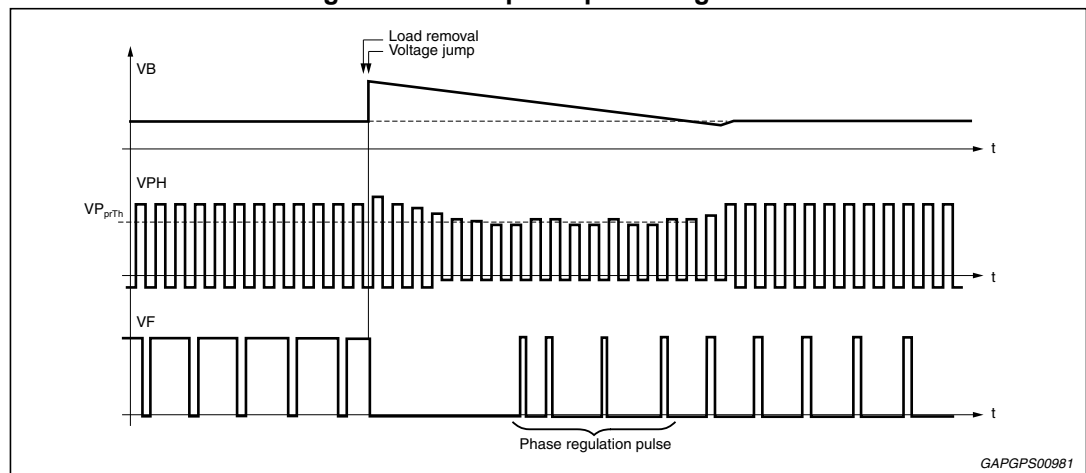 Load removal
Voltage jump
VB
t
VPH
VPprTh
t
VF
t
Phase regulation pulse
GAPGPS00981